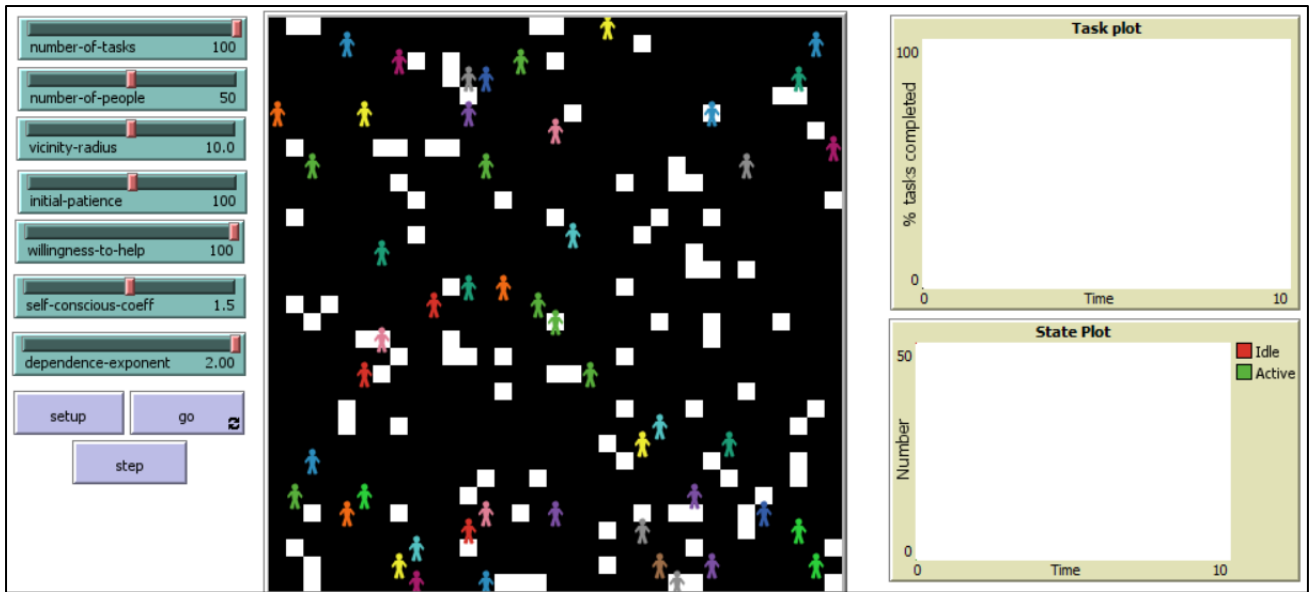 number-of-tasks 100
number-of-people 50
vicinity-radius 10.0
initial-patience 100
willingness-to-help 100
self-conscious-coeff 1.5
dependence-exponent 2.00
setup go
step
Task plot
100
% tasks completed
0
0 Time 10
State Plot
50
Number
0
0 Time 10
Idle
Active